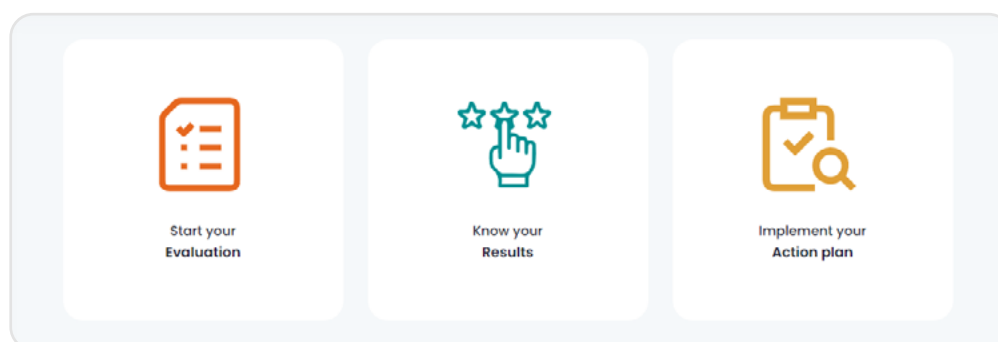 Start your
Evaluation
Know your
Results
Implement your
Action plan